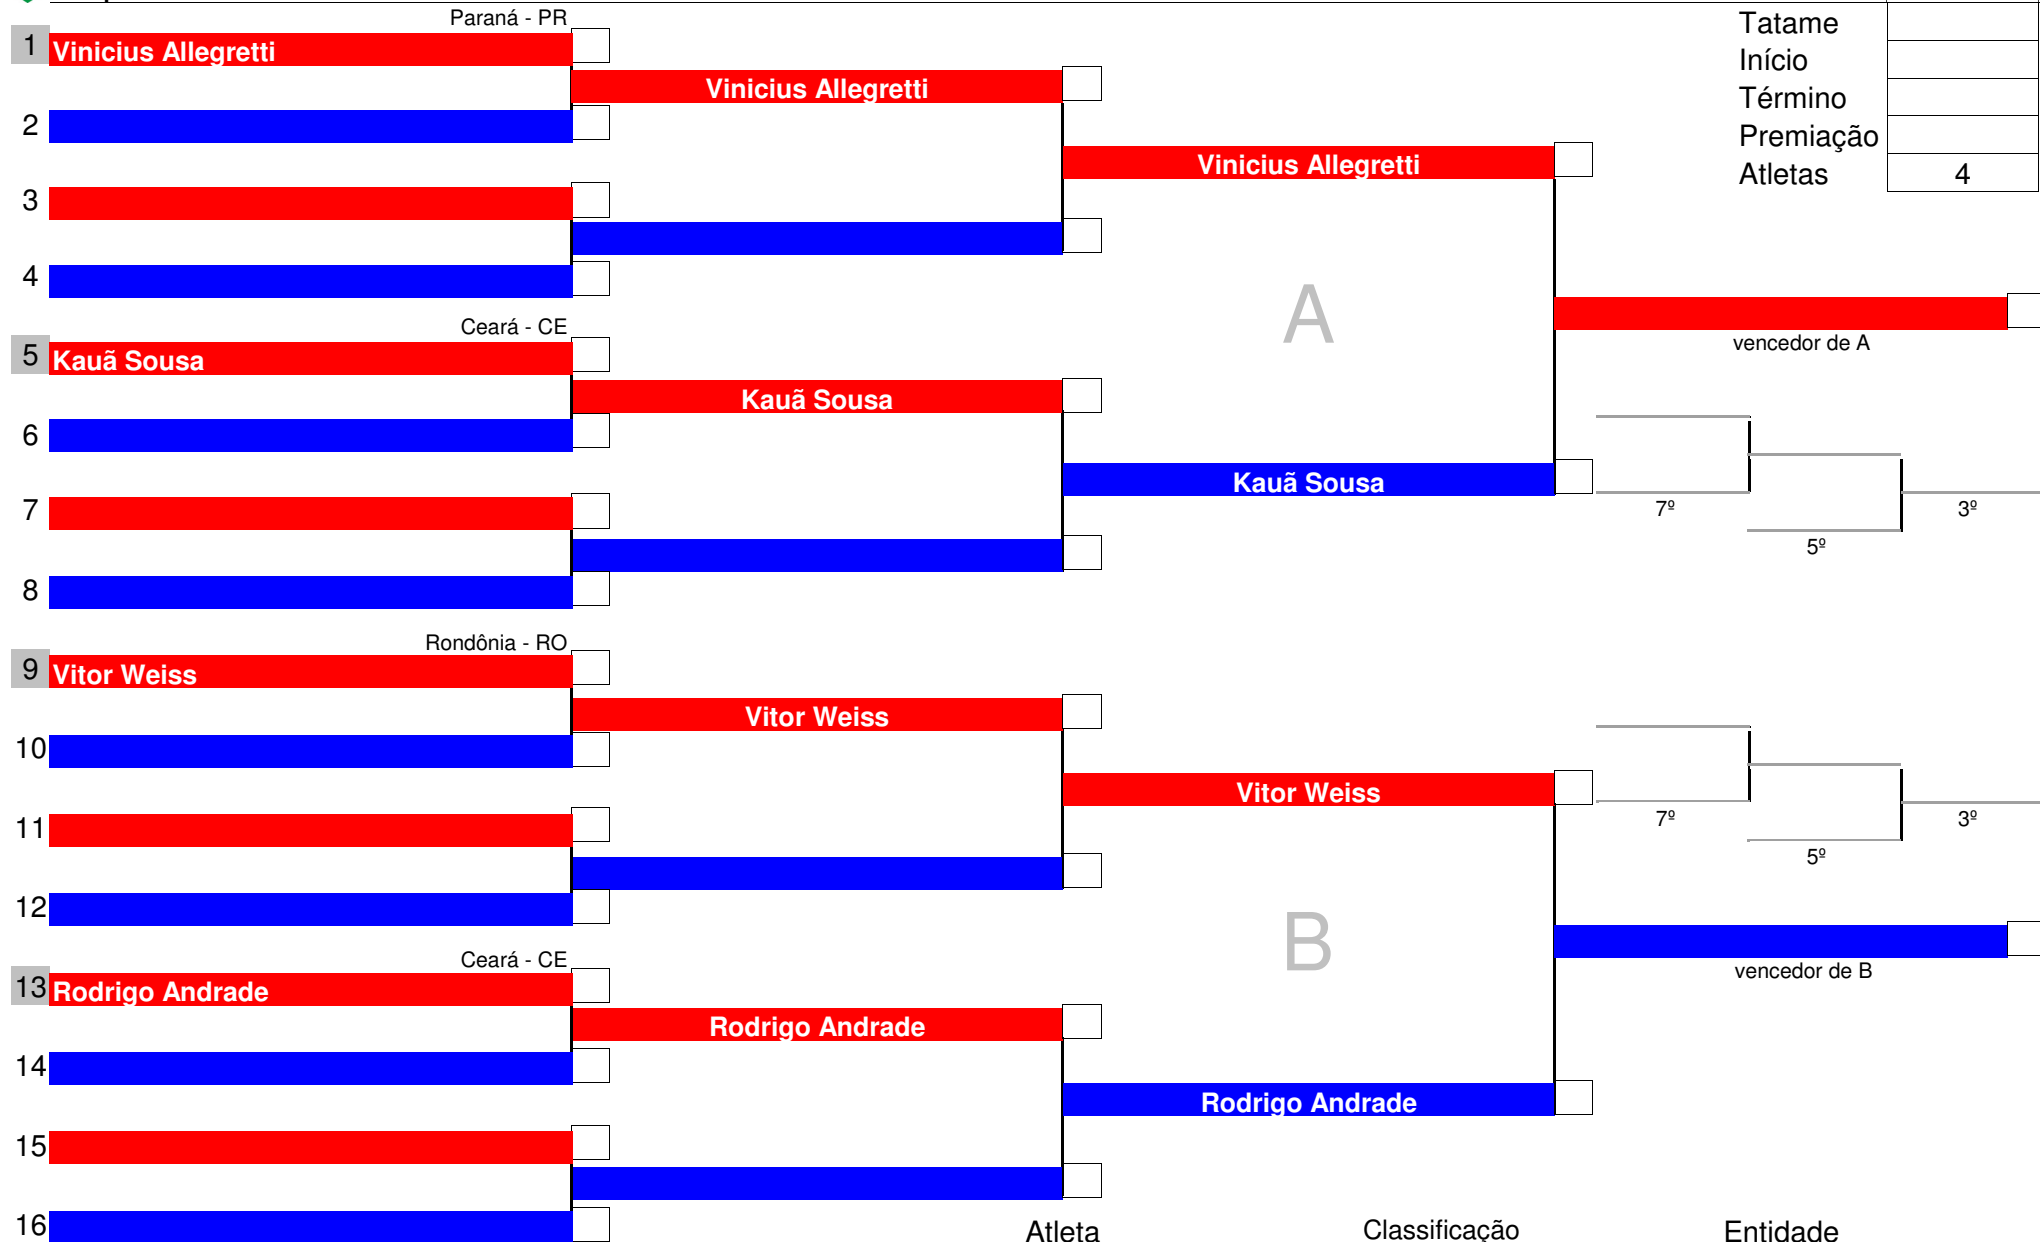 Paraná - PR
Tatame
1 Vinicius Allegretti
Início
Vinicius Allegretti
Término
2
Premiação
Vinicius Allegretti
Atletas 4
3
4
A
Ceará - CE
vencedor de A
5 Kauã Sousa
Kauã Sousa
6
Kauã Sousa
7
7º 3º
5º
8
Rondônia - RO
9 Vitor Weiss
Vitor Weiss
10
Vitor Weiss
11
7º 3º
5º
12
B
Ceará - CE
vencedor de B
13 Rodrigo Andrade
Rodrigo Andrade
14
Rodrigo Andrade
15
16
Atleta Classificação Entidade